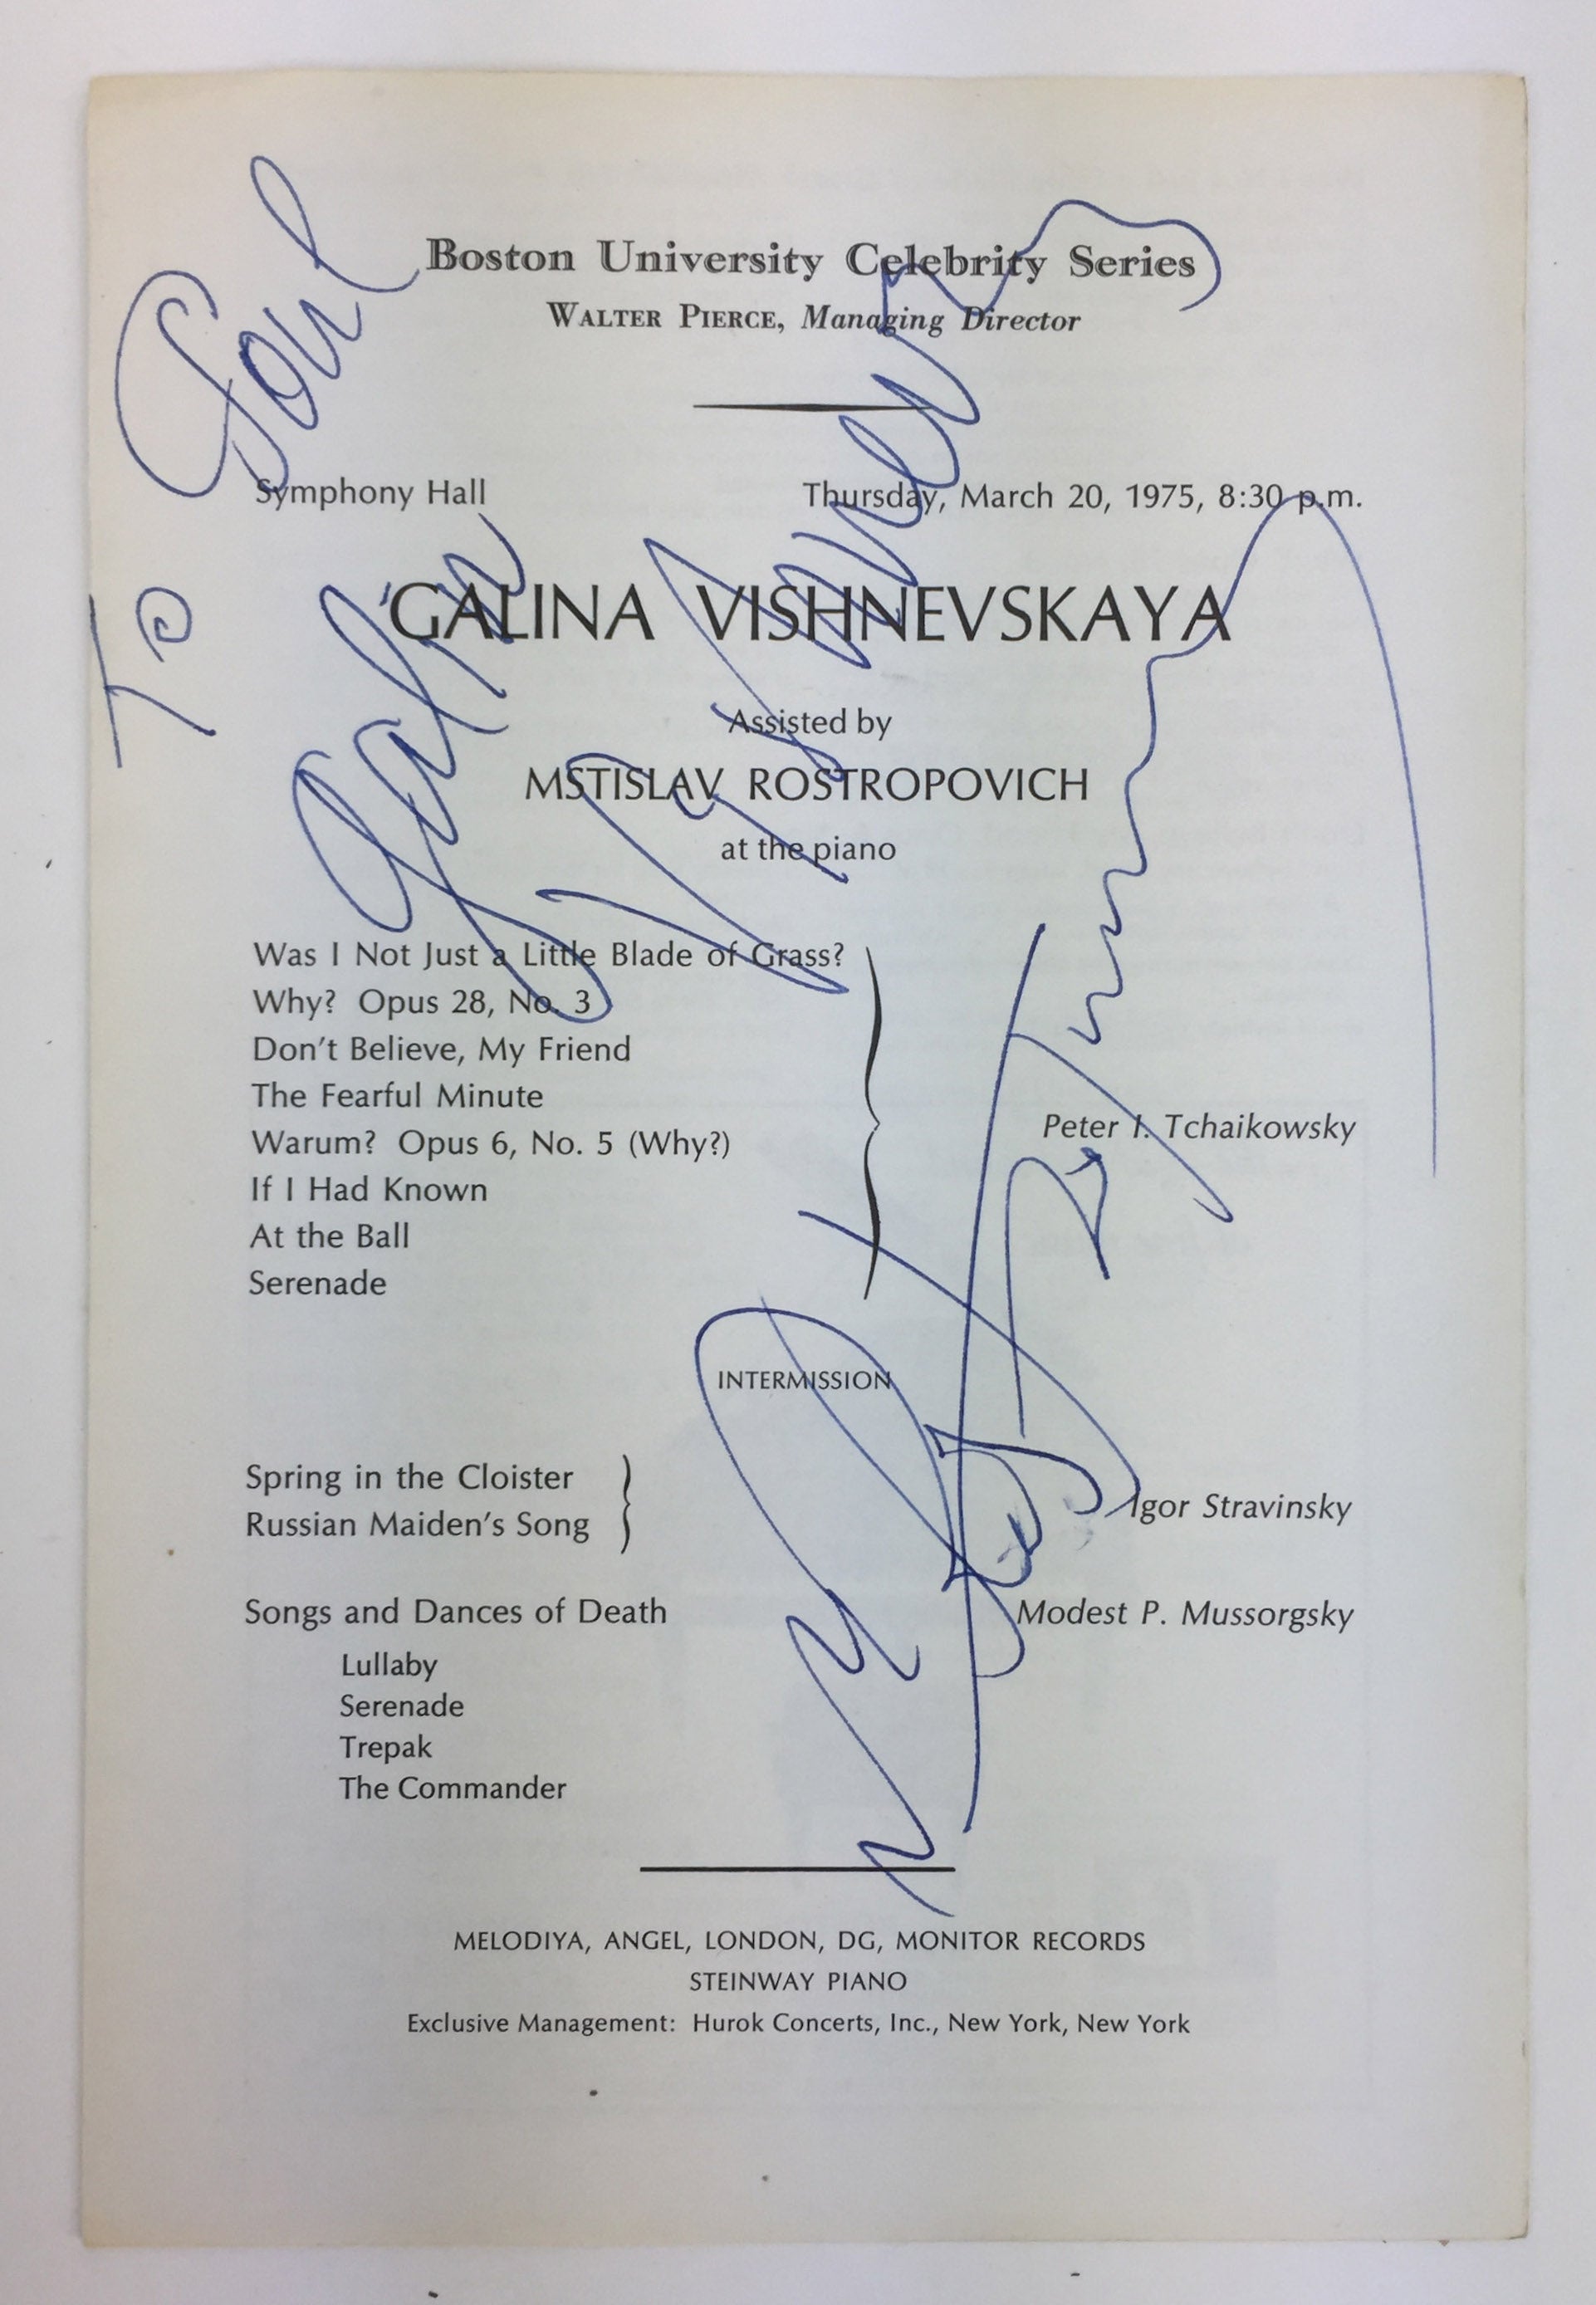 Boston University Celebrity Series
WALTER PIERCE, Managing Director
Symphony Hall
Thursday, March 20, 1975, 8:30 p.m.
GALINA VISHNEVSKAYA
Assisted by
MSTISLAV ROSTROPOVICH
at the piano
Was I Not Just a Little Blade of Grass?
Why? Opus 28, No. 3
Don't Believe, My Friend
The Fearful Minute
Warum? Opus 6, No. 5 (Why?)
If I Had Known
At the Ball
Serenade
Peter I. Tchaikowsky
INTERMISSION
Spring in the Cloister
Russian Maiden's Song
Igor Stravinsky
Songs and Dances of Death
Modest P. Mussorgsky
Lullaby
Serenade
Trepak
The Commander
MELODIYA, ANGEL, LONDON, DG, MONITOR RECORDS
STEINWAY PIANO
Exclusive Management: Hurok Concerts, Inc., New York, New York
To
Galina